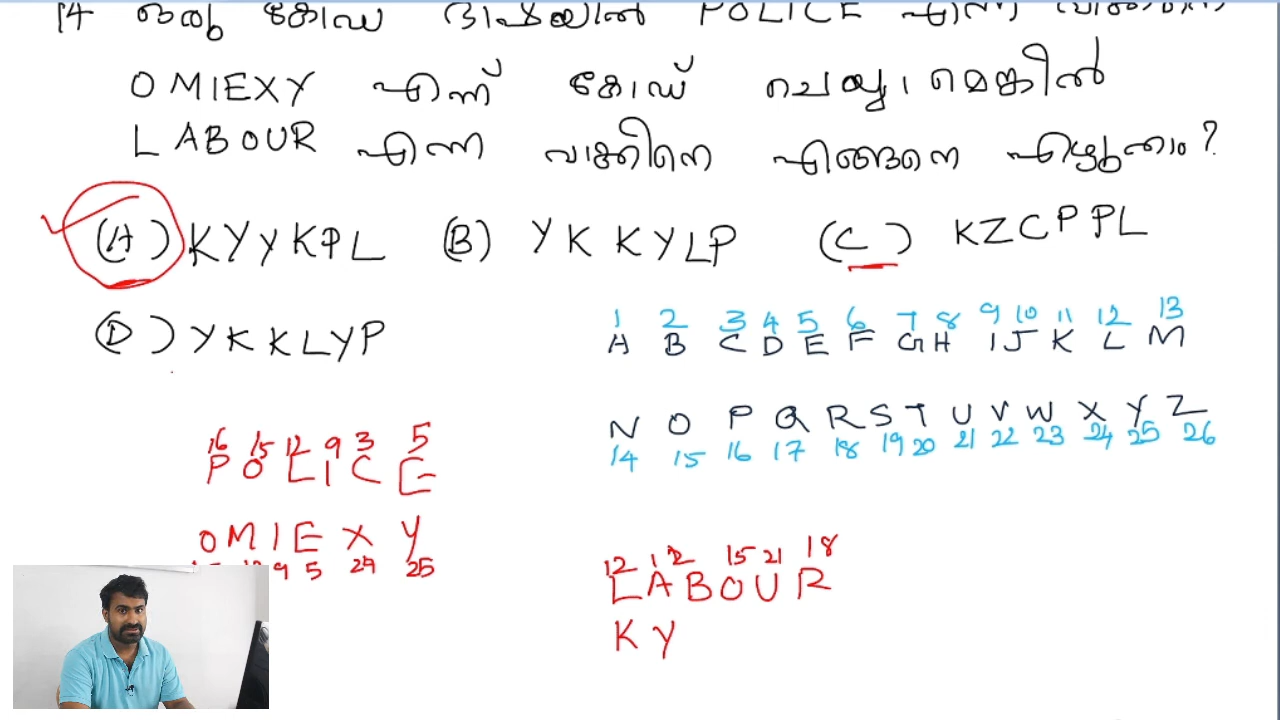 14 ഒരു കോഡ ഭാഷയിൽ POLICE എന്ന വാക്കിനെ
OMIEXY എന്ന് കോഡ് ചെയ്യാമെങ്കിൽ
LABOUR എന്ന വാക്കിനെ എങ്ങനെ എഴുതാം?
(A) KYYKPL (B) YKKYLP (C) KZCPPL
(D) YKKLYP
1 2 3 4 5 6 7 8 9 10 11 12 13
A B C D E F G H I J K L M
N O P Q R S T U V W X Y Z
14 15 16 17 18 19 20 21 22 23 24 25 26
16 15 12 9 3 5
P O L I C E
O M I E X Y
9 5 24 25
12 1 2 15 21 18
L A B O U R
K Y